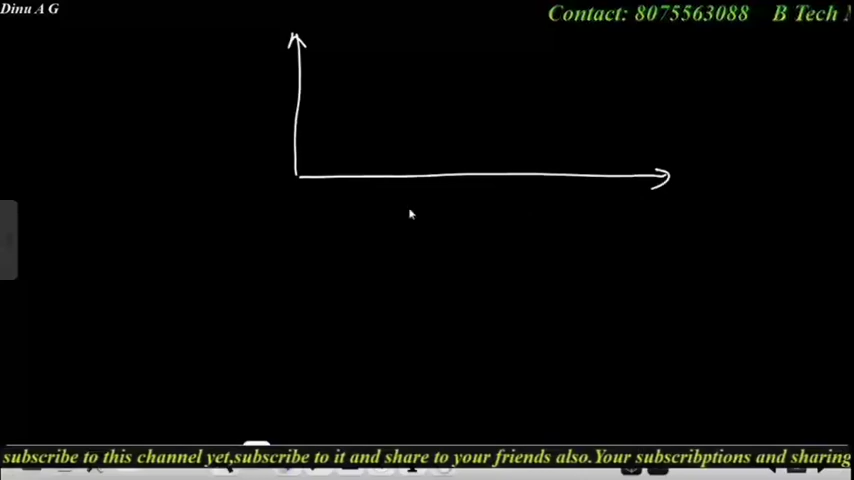 Dinu A G
Contact: 8075563088 B Tech
subscribe to this channel yet,subscribe to it and share to your friends also.Your subscribptions and sharing